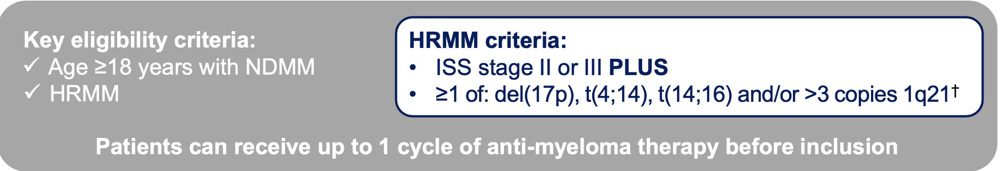 Key eligibility criteria:
✓ Age ≥18 years with NDMM
✓ HRMM
HRMM criteria:
• ISS stage II or III PLUS
• ≥1 of: del(17p), t(4;14), t(14;16) and/or >3 copies 1q21†
Patients can receive up to 1 cycle of anti-myeloma therapy before inclusion